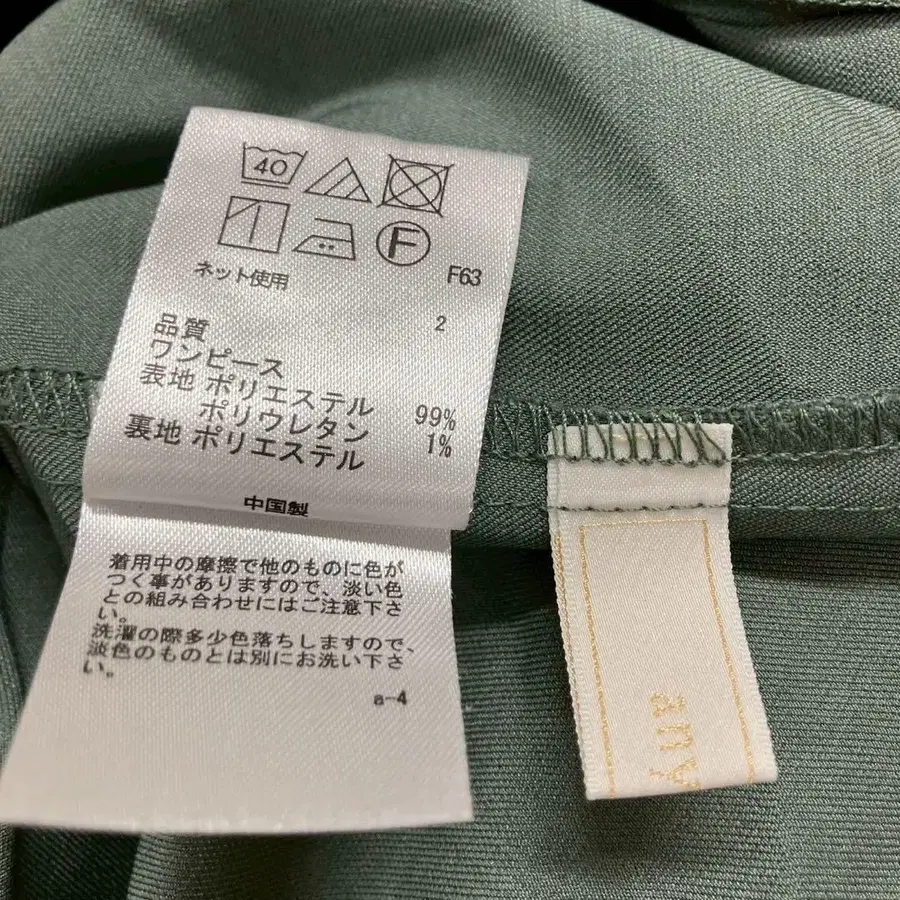 40
F
ネット使用 F63
2
品質
ワンピース
表地 ポリエステル 99%
ポリウレタン 1%
裏地 ポリエステル
中国製
着用中の摩擦で他のものに色が
つく事がありますので、淡い色
との組み合わせにはご注意下さ
い。
洗濯の際多少色落ちしますので、
淡色のものとは別にお洗い下さ
い。
a-4